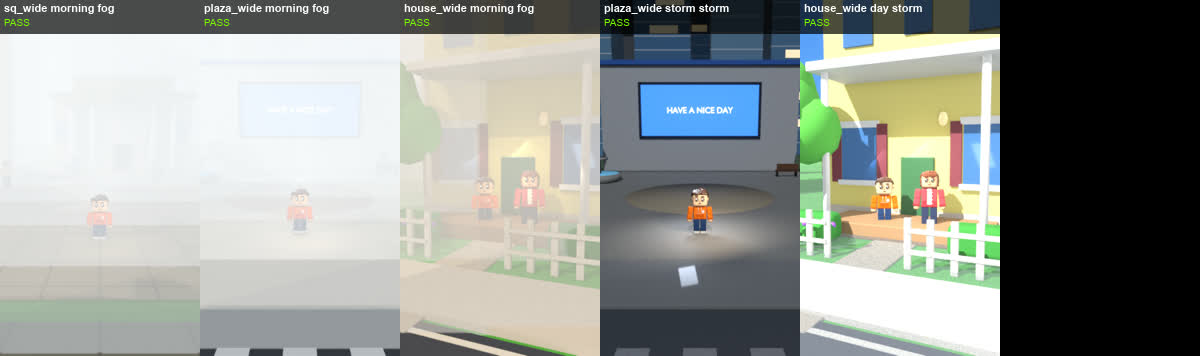 sq_wide morning fog
PASS
plaza_wide morning fog
PASS
HAVE A NICE DAY
house_wide morning fog
PASS
plaza_wide storm storm
PASS
HAVE A NICE DAY
house_wide day storm
PASS